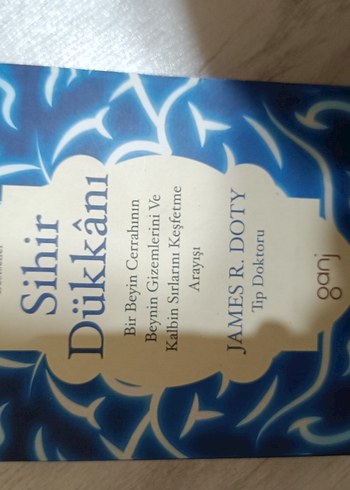 Sihir
Dükkânı
Bir Beyin Cerrahının
Beynin Gizemlerini Ve
Kalbin Sırlarını Keşfetme
Arayışı
JAMES R. DOTY
Tıp Doktoru
ganj